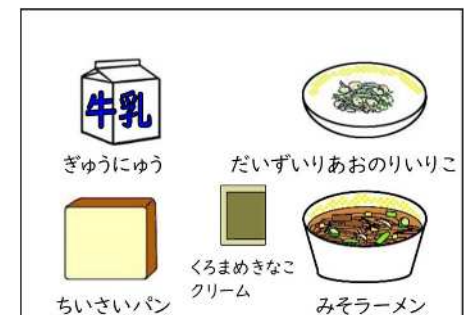 牛乳
ぎゅうにゅう
だいずいりあおのりいりこ
ちいさいパン
くろまめきなこ
クリーム
みそラーメン